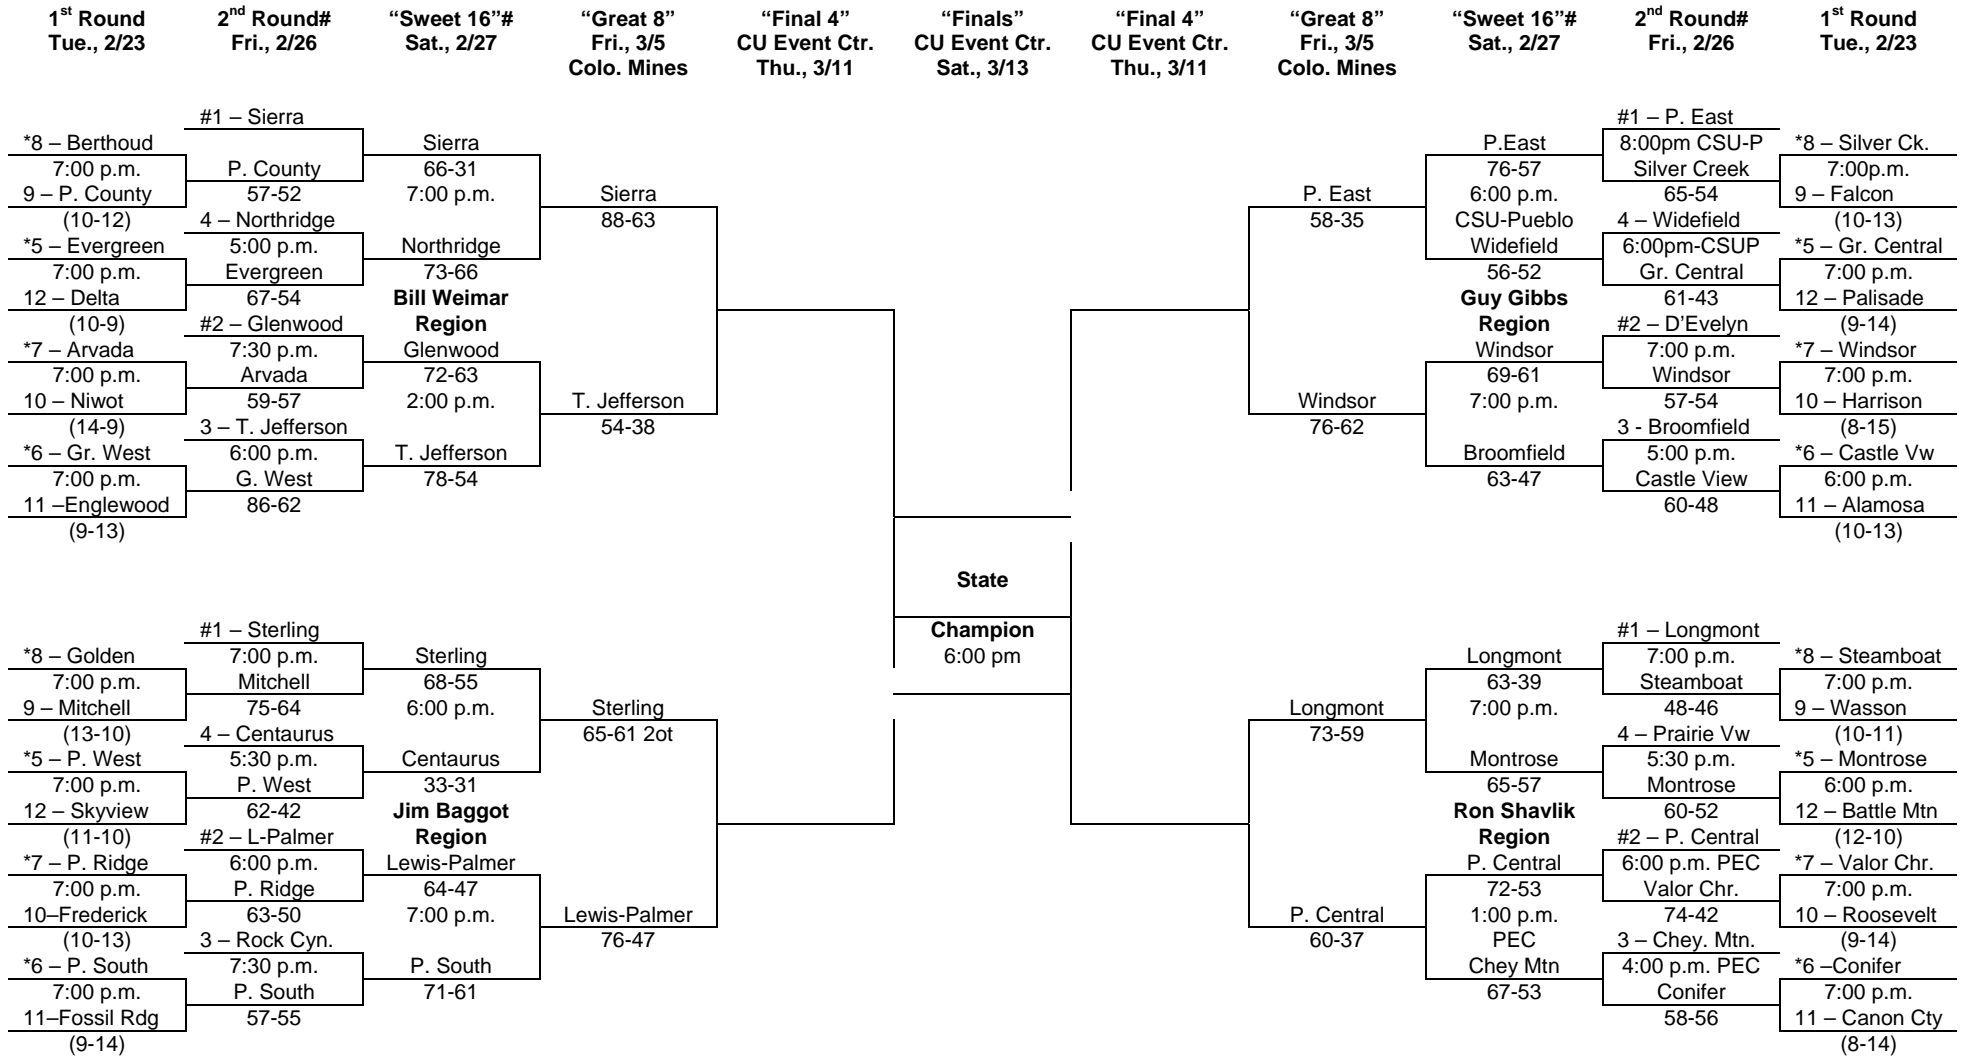 1st Round
Tue., 2/23
2nd Round#
Fri., 2/26
“Sweet 16”#
Sat., 2/27
“Great 8”
Fri., 3/5
Colo. Mines
“Final 4”
CU Event Ctr.
Thu., 3/11
“Finals”
CU Event Ctr.
Sat., 3/13
“Final 4”
CU Event Ctr.
Thu., 3/11
“Great 8”
Fri., 3/5
Colo. Mines
“Sweet 16”#
Sat., 2/27
2nd Round#
Fri., 2/26
1st Round
Tue., 2/23
*8 – Berthoud
7:00 p.m.
9 – P. County
(10-12)
*5 – Evergreen
7:00 p.m.
12 – Delta
(10-9)
*7 – Arvada
7:00 p.m.
10 – Niwot
(14-9)
*6 – Gr. West
7:00 p.m.
11 –Englewood
(9-13)
#1 – Sierra
P. County
57-52
4 – Northridge
5:00 p.m.
Evergreen
67-54
#2 – Glenwood
7:30 p.m.
Arvada
59-57
3 – T. Jefferson
6:00 p.m.
G. West
86-62
Sierra
66-31
7:00 p.m.
Northridge
73-66
Bill Weimar
Region
Glenwood
72-63
2:00 p.m.
T. Jefferson
78-54
Sierra
88-63
T. Jefferson
54-38
P. East
58-35
Windsor
76-62
P.East
76-57
6:00 p.m.
CSU-Pueblo
Widefield
56-52
Guy Gibbs
Region
Windsor
69-61
7:00 p.m.
Broomfield
63-47
#1 – P. East
8:00pm CSU-P
Silver Creek
65-54
4 – Widefield
6:00pm-CSUP
Gr. Central
61-43
#2 – D’Evelyn
7:00 p.m.
Windsor
57-54
3 - Broomfield
5:00 p.m.
Castle View
60-48
*8 – Silver Ck.
7:00p.m.
9 – Falcon
(10-13)
*5 – Gr. Central
7:00 p.m.
12 – Palisade
(9-14)
*7 – Windsor
7:00 p.m.
10 – Harrison
(8-15)
*6 – Castle Vw
6:00 p.m.
11 – Alamosa
(10-13)
State
Champion
6:00 pm
*8 – Golden
7:00 p.m.
9 – Mitchell
(13-10)
*5 – P. West
7:00 p.m.
12 – Skyview
(11-10)
*7 – P. Ridge
7:00 p.m.
10–Frederick
(10-13)
*6 – P. South
7:00 p.m.
11–Fossil Rdg
(9-14)
#1 – Sterling
7:00 p.m.
Mitchell
75-64
4 – Centaurus
5:30 p.m.
P. West
62-42
#2 – L-Palmer
6:00 p.m.
P. Ridge
63-50
3 – Rock Cyn.
7:30 p.m.
P. South
57-55
Sterling
68-55
6:00 p.m.
Centaurus
33-31
Jim Baggot
Region
Lewis-Palmer
64-47
7:00 p.m.
P. South
71-61
Sterling
65-61 2ot
Lewis-Palmer
76-47
Longmont
73-59
P. Central
60-37
Longmont
63-39
7:00 p.m.
Montrose
65-57
Ron Shavlik
Region
P. Central
72-53
1:00 p.m.
PEC
Chey Mtn
67-53
#1 – Longmont
7:00 p.m.
Steamboat
48-46
4 – Prairie Vw
5:30 p.m.
Montrose
60-52
#2 – P. Central
6:00 p.m. PEC
Valor Chr.
74-42
3 – Chey. Mtn.
4:00 p.m. PEC
Conifer
58-56
*8 – Steamboat
7:00 p.m.
9 – Wasson
(10-11)
*5 – Montrose
6:00 p.m.
12 – Battle Mtn
(12-10)
*7 – Valor Chr.
7:00 p.m.
10 – Roosevelt
(9-14)
*6 –Conifer
7:00 p.m.
11 – Canon Cty
(8-14)